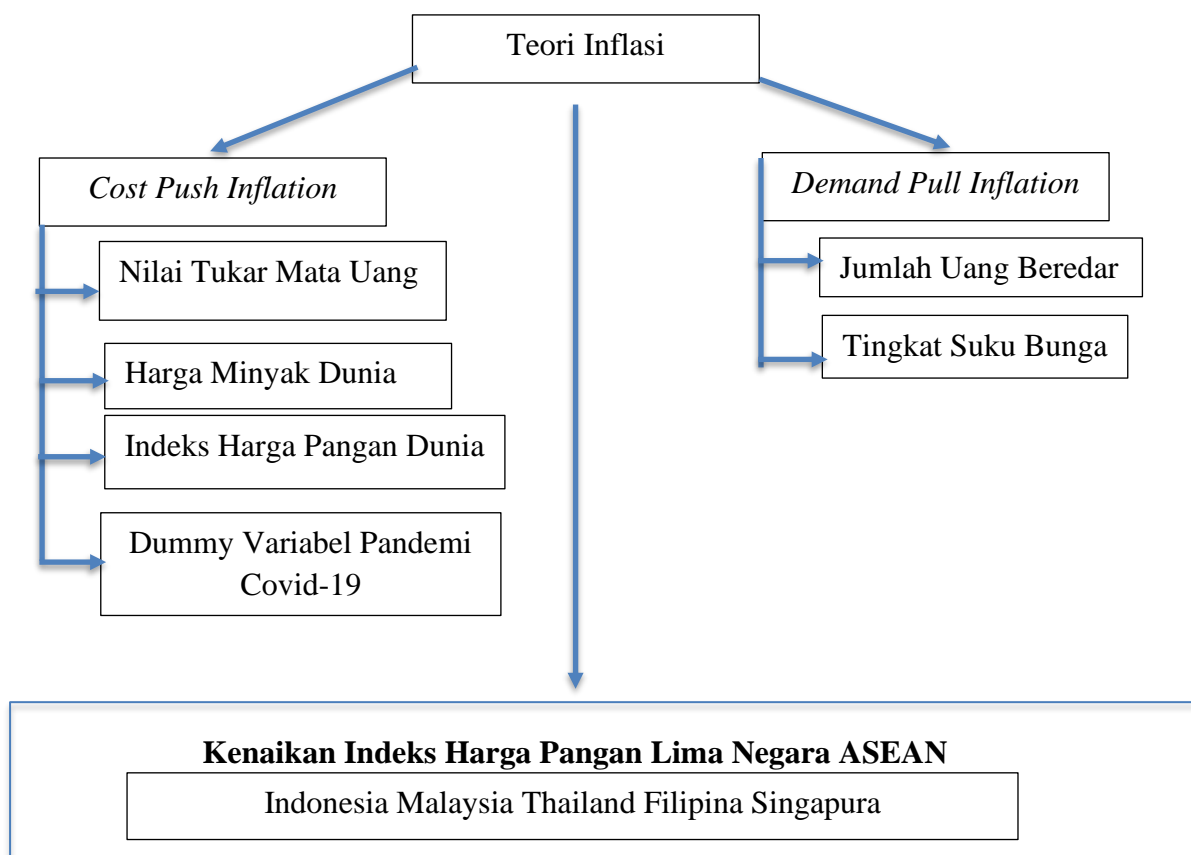 Teori Inflasi
Cost Push Inflation
Demand Pull Inflation
Nilai Tukar Mata Uang
Jumlah Uang Beredar
Harga Minyak Dunia
Tingkat Suku Bunga
Indeks Harga Pangan Dunia
Dummy Variabel Pandemi
Covid-19
Kenaikan Indeks Harga Pangan Lima Negara ASEAN
Indonesia Malaysia Thailand Filipina Singapura